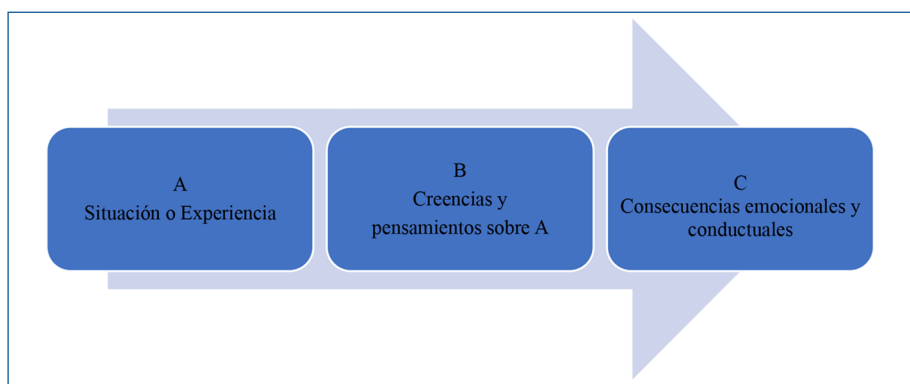 A
Situación o Experiencia
B
Creencias y
pensamientos sobre A
C
Consecuencias emocionales y
conductuales